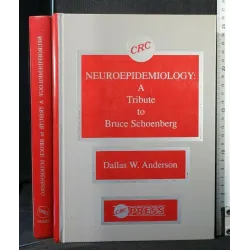 CRC
NEUROEPIDEMIOLOGY:
A
Tribute
to
Bruce Schoenberg
Dallas W. Anderson
CRC PRESS